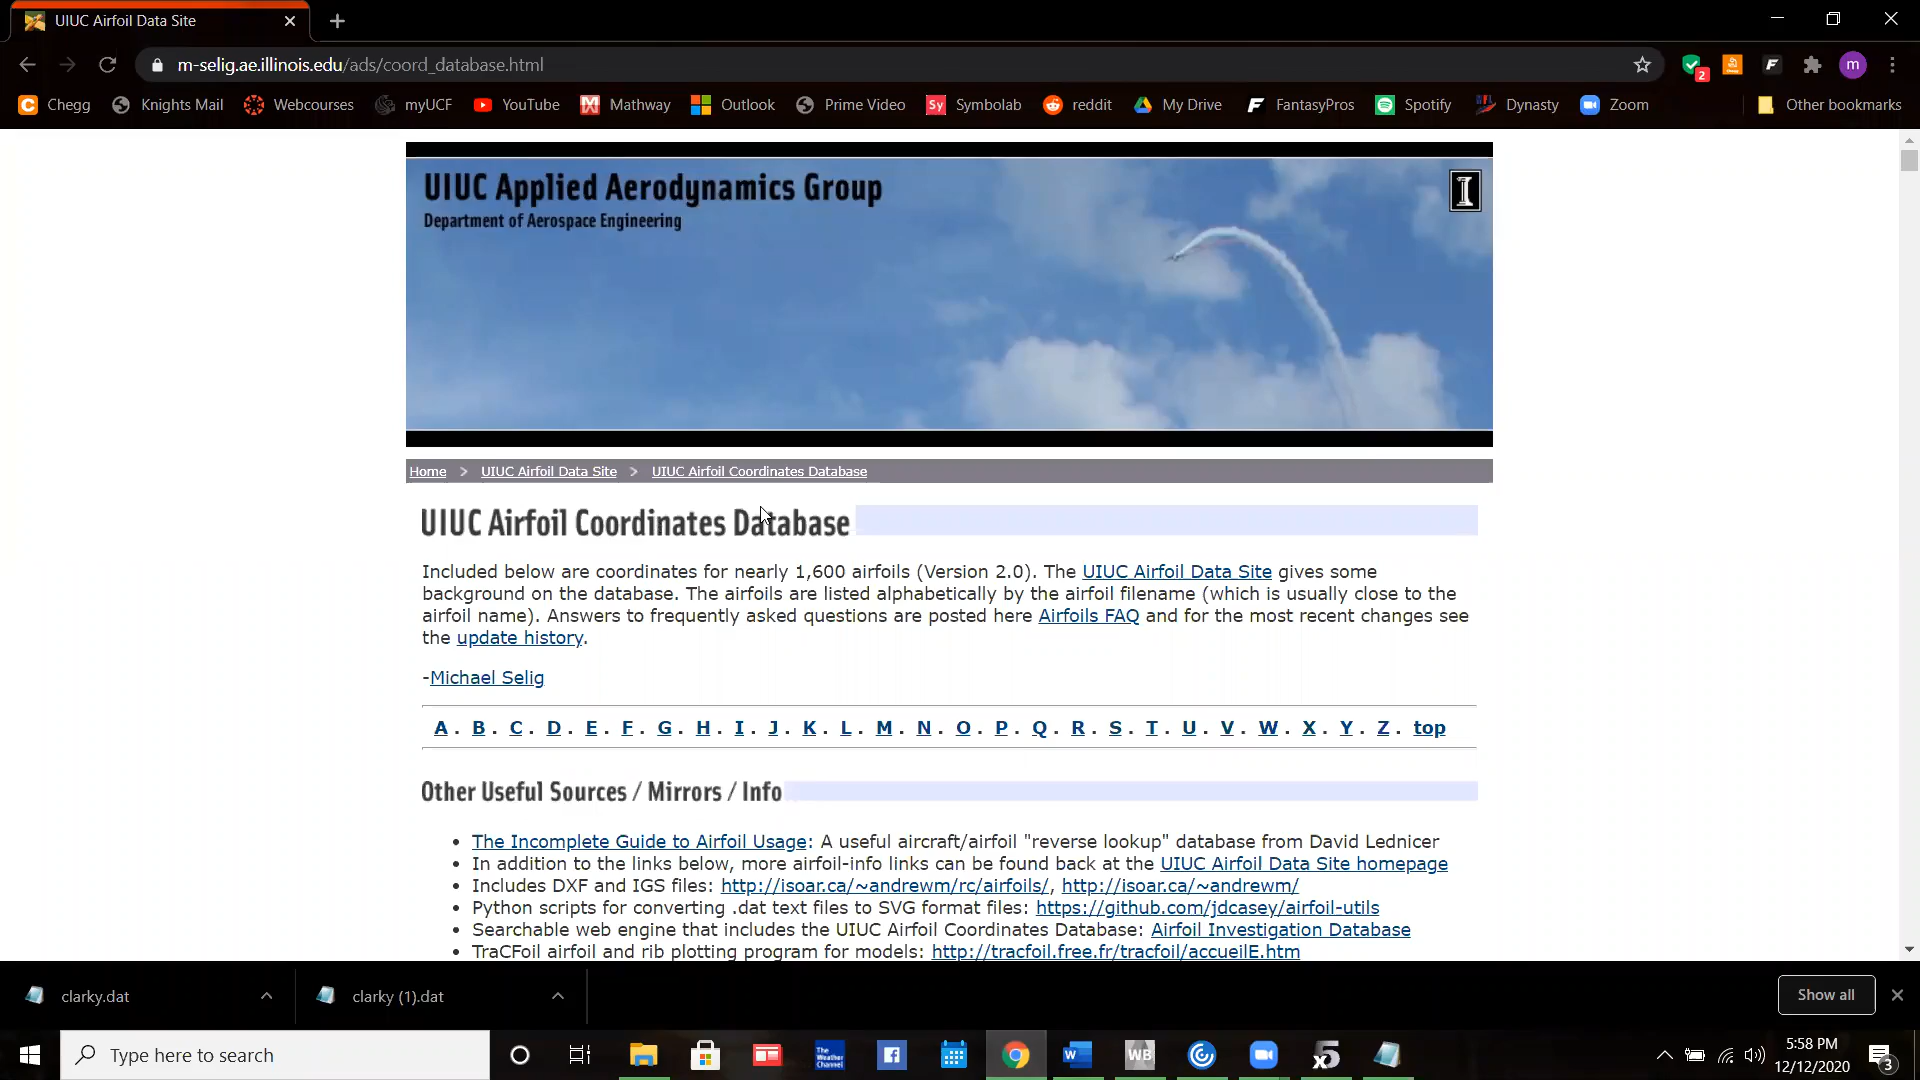 UIUC Airfoil Data Site
m-selig.ae.illinois.edu/ads/coord_database.html
m
2
Chegg Knights Mail Webcourses myUCF YouTube Mathway Outlook Prime Video Symbolab reddit My Drive FantasyPros Spotify Dynasty Zoom Other bookmarks
UIUC Applied Aerodynamics Group
Department of Aerospace Engineering
Home > UIUC Airfoil Data Site > UIUC Airfoil Coordinates Database
UIUC Airfoil Coordinates Database
Included below are coordinates for nearly 1,600 airfoils (Version 2.0). The UIUC Airfoil Data Site gives some
background on the database. The airfoils are listed alphabetically by the airfoil filename (which is usually close to the
airfoil name). Answers to frequently asked questions are posted here Airfoils FAQ and for the most recent changes see
the update history.
-Michael Selig
A . B . C . D . E . F . G . H . I . J . K . L . M . N . O . P . Q . R . S . T . U . V . W . X . Y . Z . top
Other Useful Sources / Mirrors / Info
• The Incomplete Guide to Airfoil Usage: A useful aircraft/airfoil "reverse lookup" database from David Lednicer
• In addition to the links below, more airfoil-info links can be found back at the UIUC Airfoil Data Site homepage
• Includes DXF and IGS files: http://isoar.ca/~andrewm/rc/airfoils/, http://isoar.ca/~andrewm/
• Python scripts for converting .dat text files to SVG format files: https://github.com/jdcasey/airfoil-utils
• Searchable web engine that includes the UIUC Airfoil Coordinates Database: Airfoil Investigation Database
• TraCFoil airfoil and rib plotting program for models: http://tracfoil.free.fr/tracfoil/accueilE.htm
clarky.dat clarky (1).dat Show all
Type here to search
The Weather Channel
WB
x5
5:58 PM
12/12/2020
3